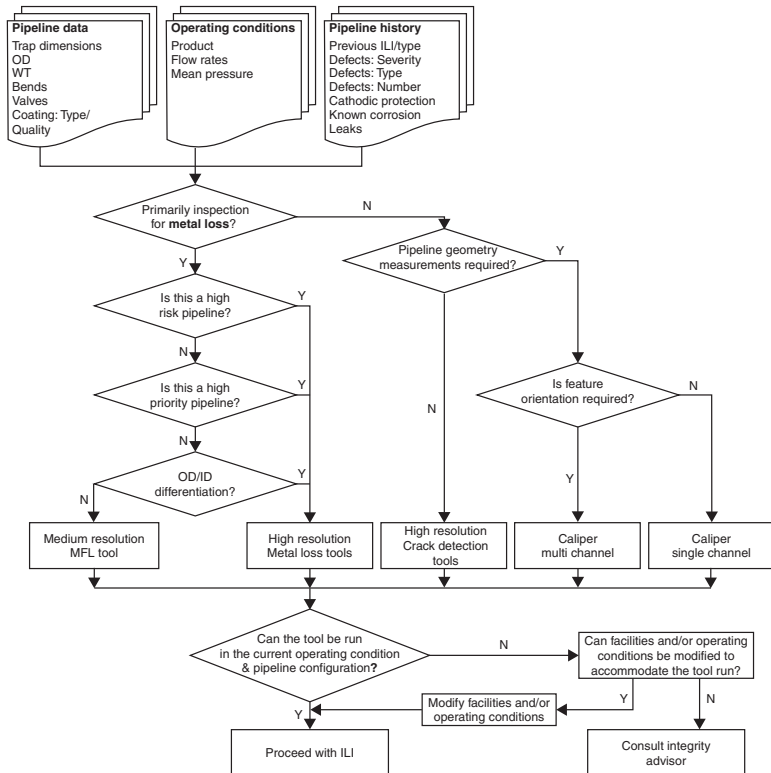 Pipeline data
Trap dimensions
OD
WT
Bends
Valves
Coating: Type/
Quality
Operating conditions
Product
Flow rates
Mean pressure
Pipeline history
Previous ILI/type
Defects: Severity
Defects: Type
Defects: Number
Cathodic protection
Known corrosion
Leaks
Primarily inspection
for metal loss?
N
Y
Pipeline geometry
measurements required?
Y
N
Is this a high
risk pipeline?
Y
N
Is this a high
priority pipeline?
Y
N
Is feature
orientation required?
N
Y
OD/ID
differentiation?
Y
N
Medium resolution
MFL tool
High resolution
Metal loss tools
High resolution
Crack detection
tools
Caliper
multi channel
Caliper
single channel
Can the tool be run
in the current operating condition
& pipeline configuration?
N
Y
Can facilities and/or operating
conditions be modified to
accommodate the tool run?
Y
N
Modify facilities and/or
operating conditions
Proceed with ILI
Consult integrity
advisor